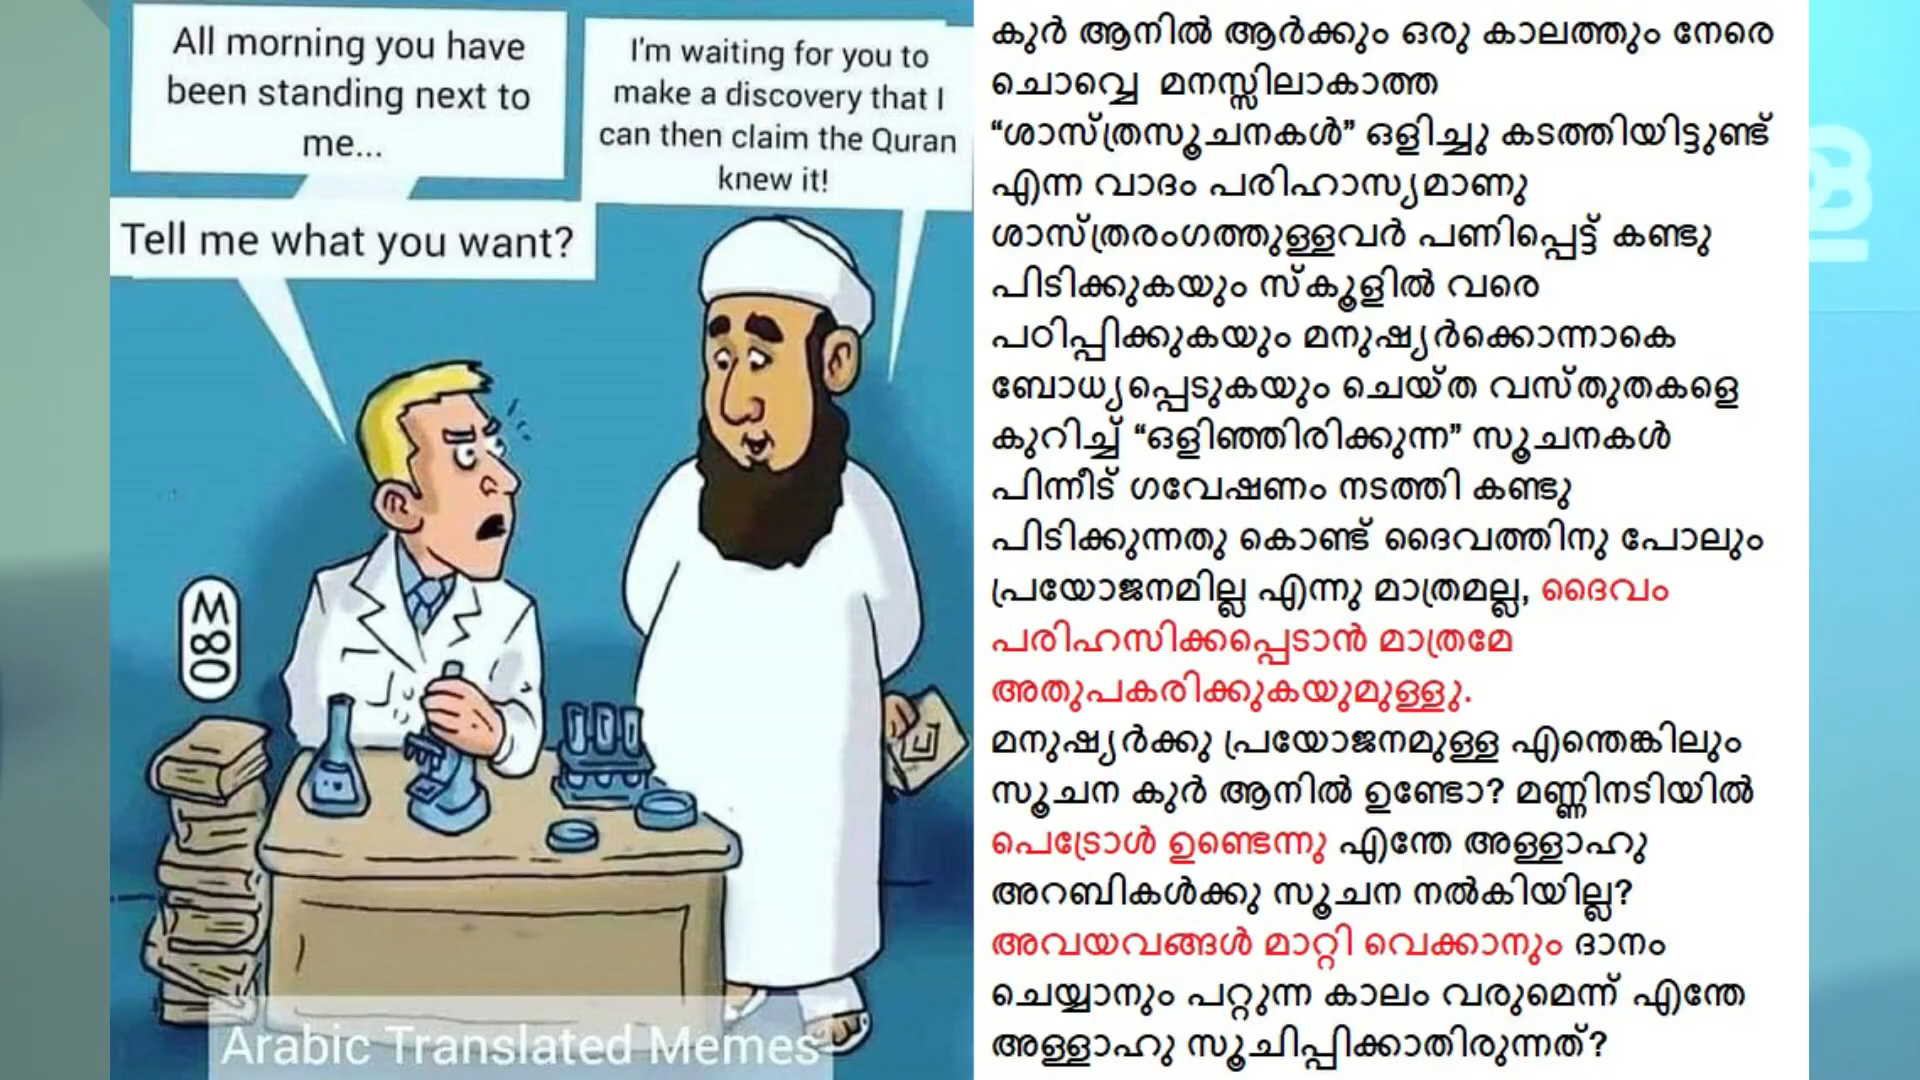 All morning you have
been standing next to
me...
Tell me what you want?
I'm waiting for you to
make a discovery that I
can then claim the Quran
knew it!
M80
Arabic Translated Memes
കുർ ആനിൽ ആർക്കും ഒരു കാലത്തും നേരെ
ചൊവ്വെ മനസ്സിലാകാത്ത
“ശാസ്ത്രസൂചനകൾ” ഒളിച്ചു കടത്തിയിട്ടുണ്ട്
എന്ന വാദം പരിഹാസ്യമാണു
ശാസ്ത്രരംഗത്തുള്ളവർ പണിപ്പെട്ട് കണ്ടു
പിടിക്കുകയും സ്കൂളിൽ വരെ
പഠിപ്പിക്കുകയും മനുഷ്യർക്കൊന്നാകെ
ബോധ്യപ്പെടുകയും ചെയ്ത വസ്തുതകളെ
കുറിച്ച് “ഒളിഞ്ഞിരിക്കുന്ന” സൂചനകൾ
പിന്നീട് ഗവേഷണം നടത്തി കണ്ടു
പിടിക്കുന്നതു കൊണ്ട് ദൈവത്തിനു പോലും
പ്രയോജനമില്ല എന്നു മാത്രമല്ല, ദൈവം
പരിഹസിക്കപ്പെടാൻ മാത്രമേ
അതുപകരിക്കുകയുമുള്ളു.
മനുഷ്യർക്കു പ്രയോജനമുള്ള എന്തെങ്കിലും
സൂചന കുർ ആനിൽ ഉണ്ടോ? മണ്ണിനടിയിൽ
പെട്രോൾ ഉണ്ടെന്നു എന്തേ അള്ളാഹു
അറബികൾക്കു സൂചന നൽകിയില്ല?
അവയവങ്ങൾ മാറ്റി വെക്കാനും ദാനം
ചെയ്യാനും പറ്റുന്ന കാലം വരുമെന്ന് എന്തേ
അള്ളാഹു സൂചിപ്പിക്കാതിരുന്നത്?